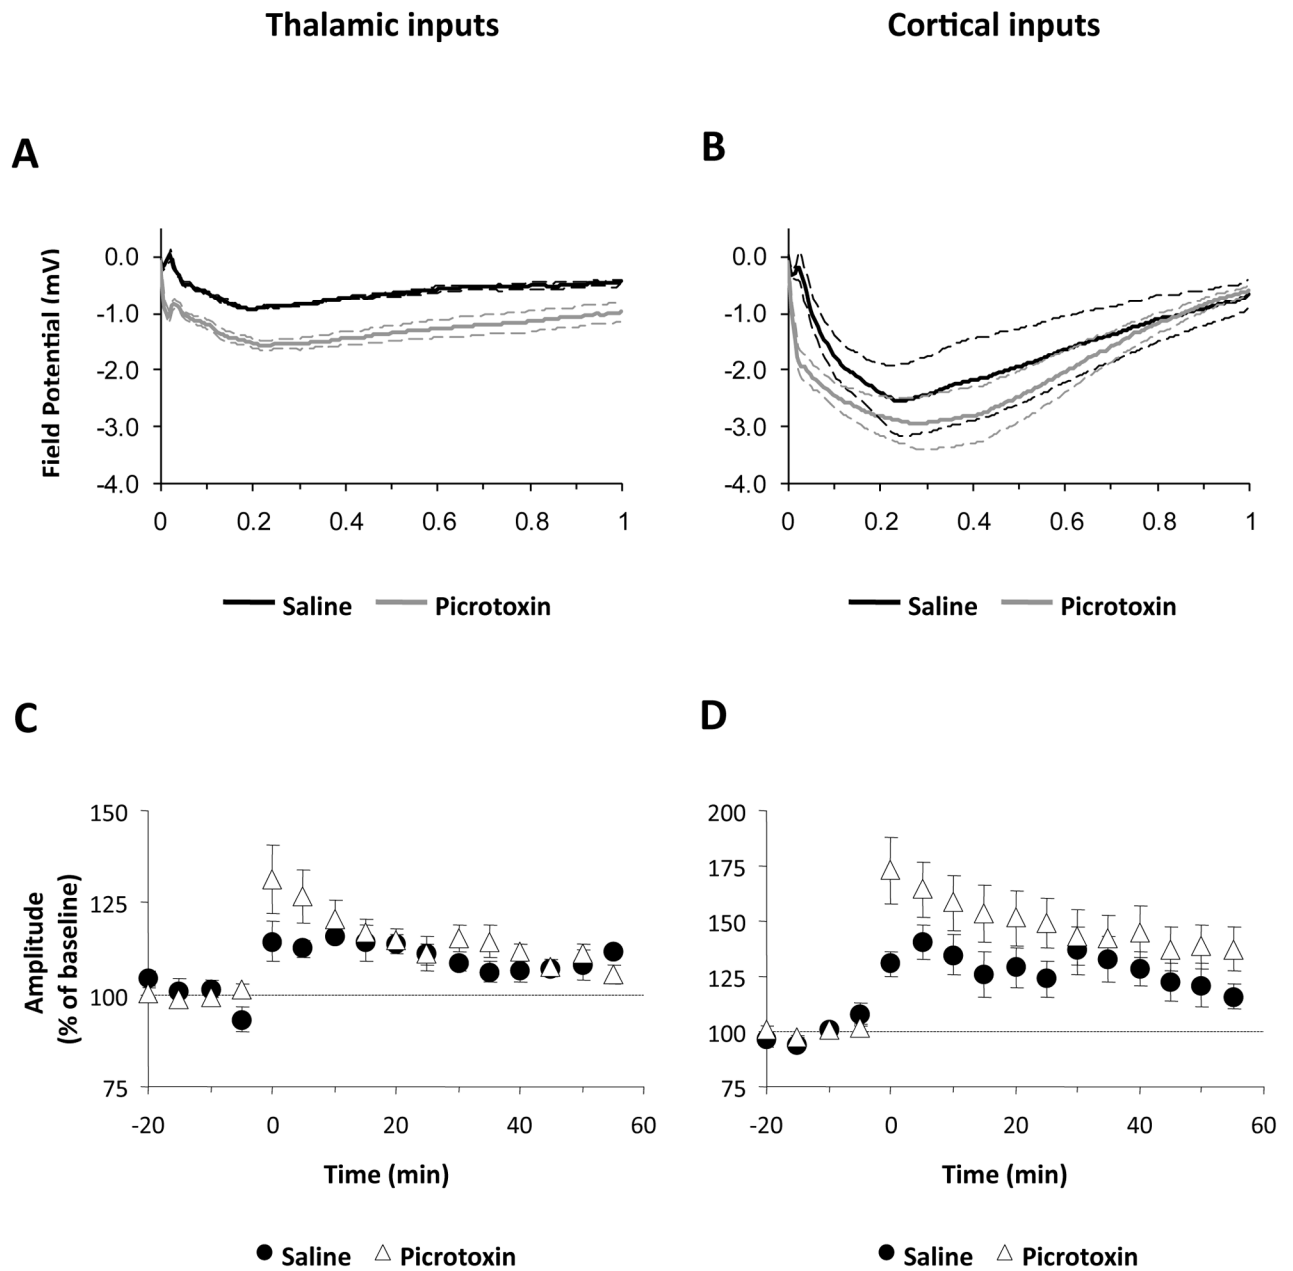 Thalamic inputs
Cortical inputs
A
B
Field Potential (mV)
0.0
-1.0
-2.0
-3.0
-4.0
0 0.2 0.4 0.6 0.8 1
0.0
-1.0
-2.0
-3.0
-4.0
0 0.2 0.4 0.6 0.8 1
Saline Picrotoxin
Saline Picrotoxin
C
D
Amplitude
(% of baseline)
150
125
100
75
-20 0 20 40 60
Time (min)
200
175
150
125
100
75
-20 0 20 40 60
Time (min)
Saline Picrotoxin
Saline Picrotoxin